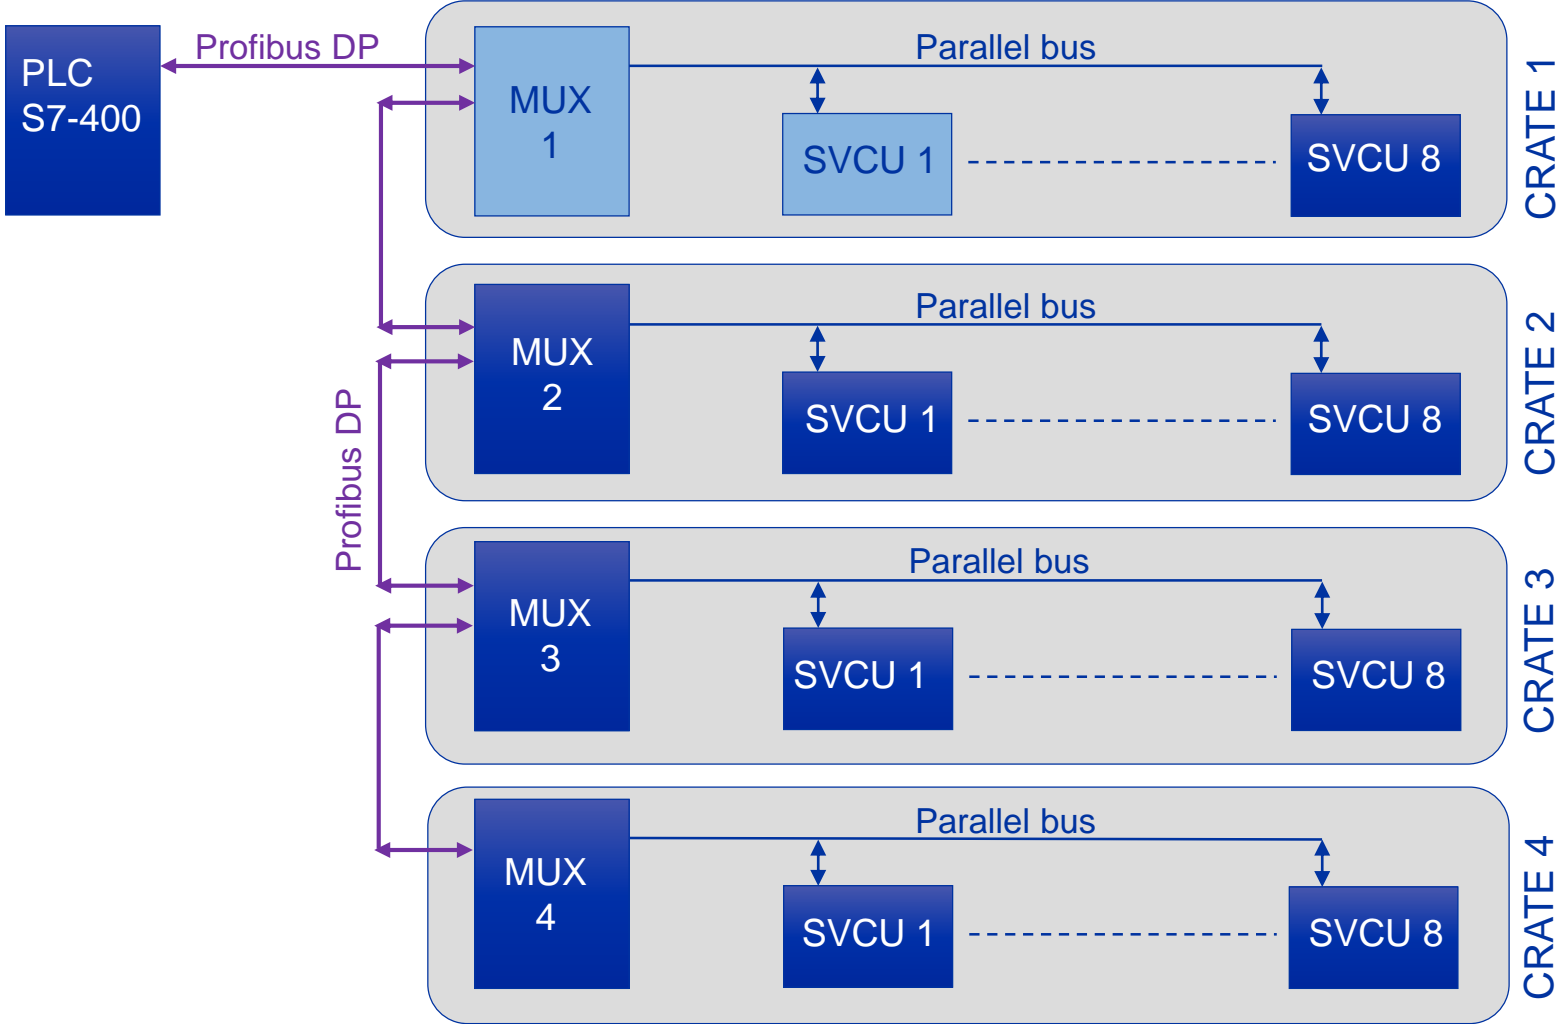 PLC
S7-400
Profibus DP
MUX
1
Parallel bus
SVCU 1
SVCU 8
CRATE 1
MUX
2
Parallel bus
SVCU 1
SVCU 8
CRATE 2
Profibus DP
MUX
3
Parallel bus
SVCU 1
SVCU 8
CRATE 3
MUX
4
Parallel bus
SVCU 1
SVCU 8
CRATE 4